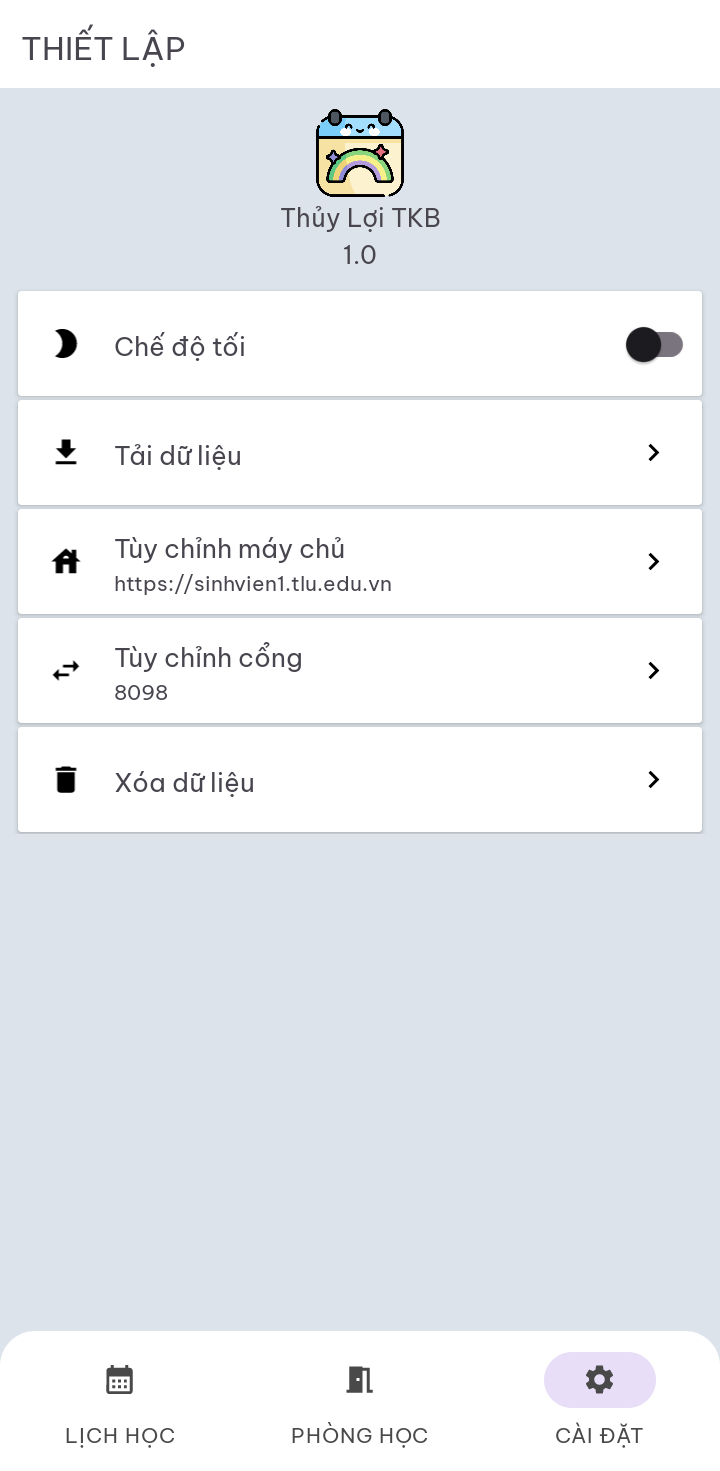 THIẾT LẬP
Thủy Lợi TKB
1.0
Chế độ tối
Tải dữ liệu
Tùy chỉnh máy chủ
https://sinhvien1.tlu.edu.vn
Tùy chỉnh cổng
8098
Xóa dữ liệu
LỊCH HỌC
PHÒNG HỌC
CÀI ĐẶT